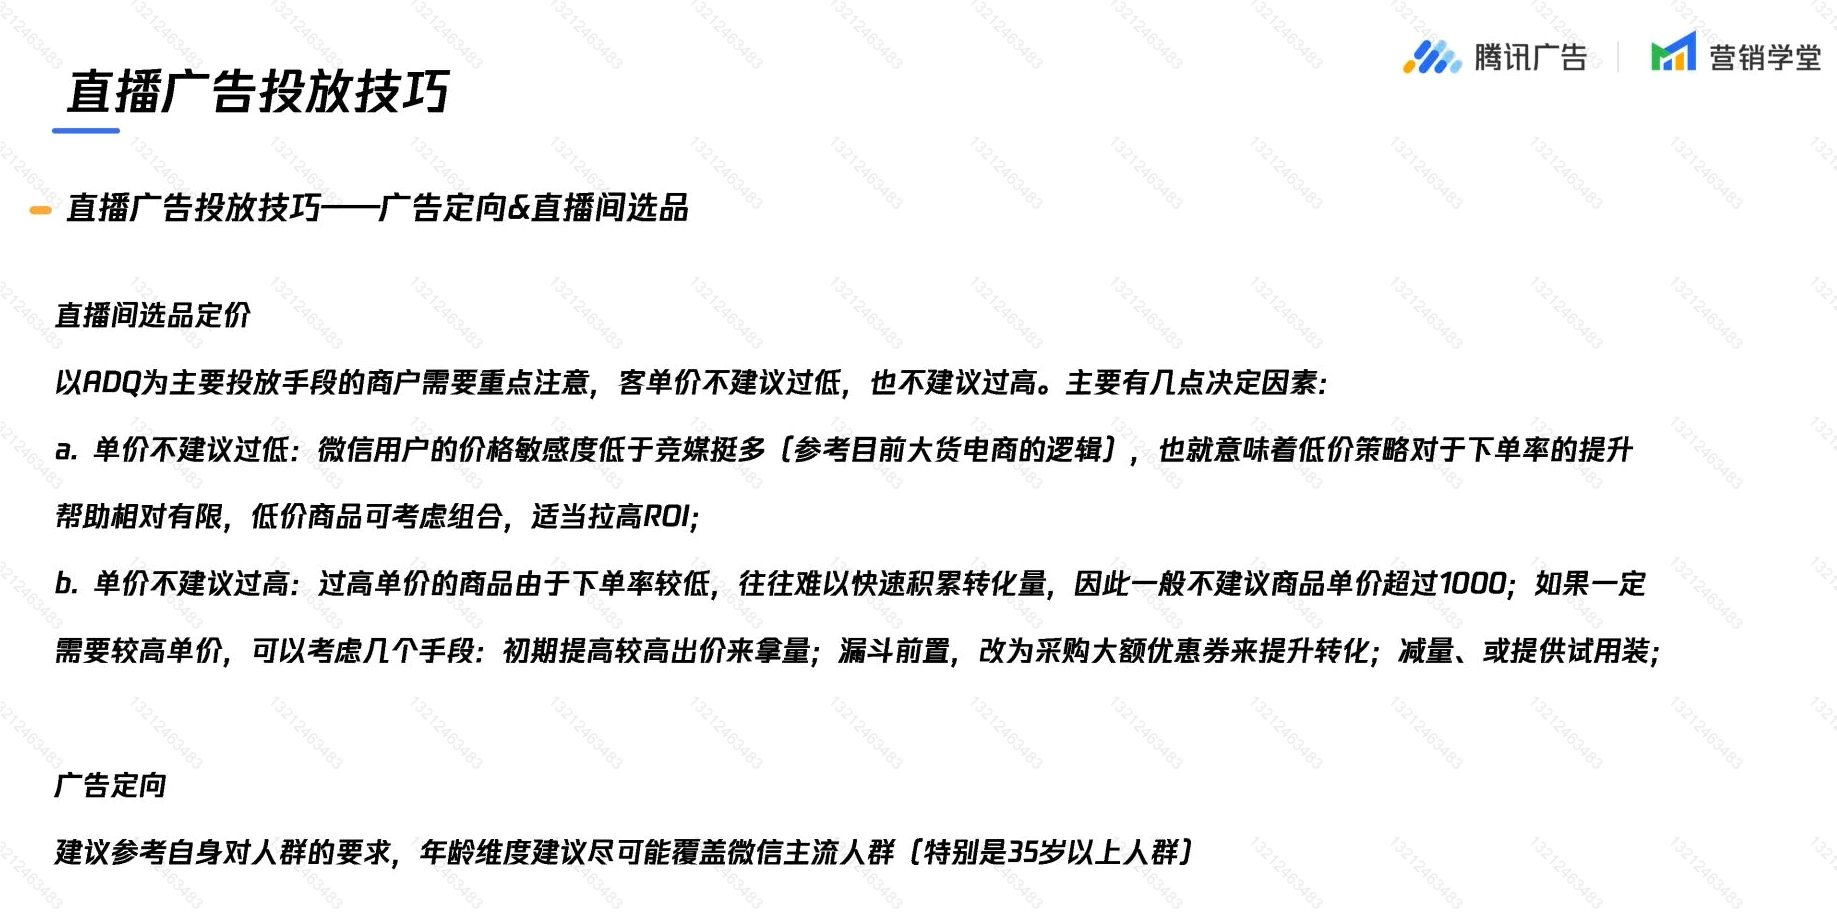 直播广告投放技巧
腾讯广告 | 营销学堂
直播广告投放技巧——广告定向&直播间选品
直播间选品定价
以ADQ为主要投放手段的商户需要重点注意，客单价不建议过低，也不建议过高。主要有几点决定因素：
a. 单价不建议过低：微信用户的价格敏感度低于竞媒挺多（参考目前大货电商的逻辑），也就意味着低价策略对于下单率的提升
帮助相对有限，低价商品可考虑组合，适当拉高ROI；
b. 单价不建议过高：过高单价的商品由于下单率较低，往往难以快速积累转化量，因此一般不建议商品单价超过1000；如果一定
需要较高单价，可以考虑几个手段：初期提高较高出价来拿量；漏斗前置，改为采购大额优惠券来提升转化；减量、或提供试用装；
广告定向
建议参考自身对人群的要求，年龄维度建议尽可能覆盖微信主流人群（特别是35岁以上人群）
13212463483